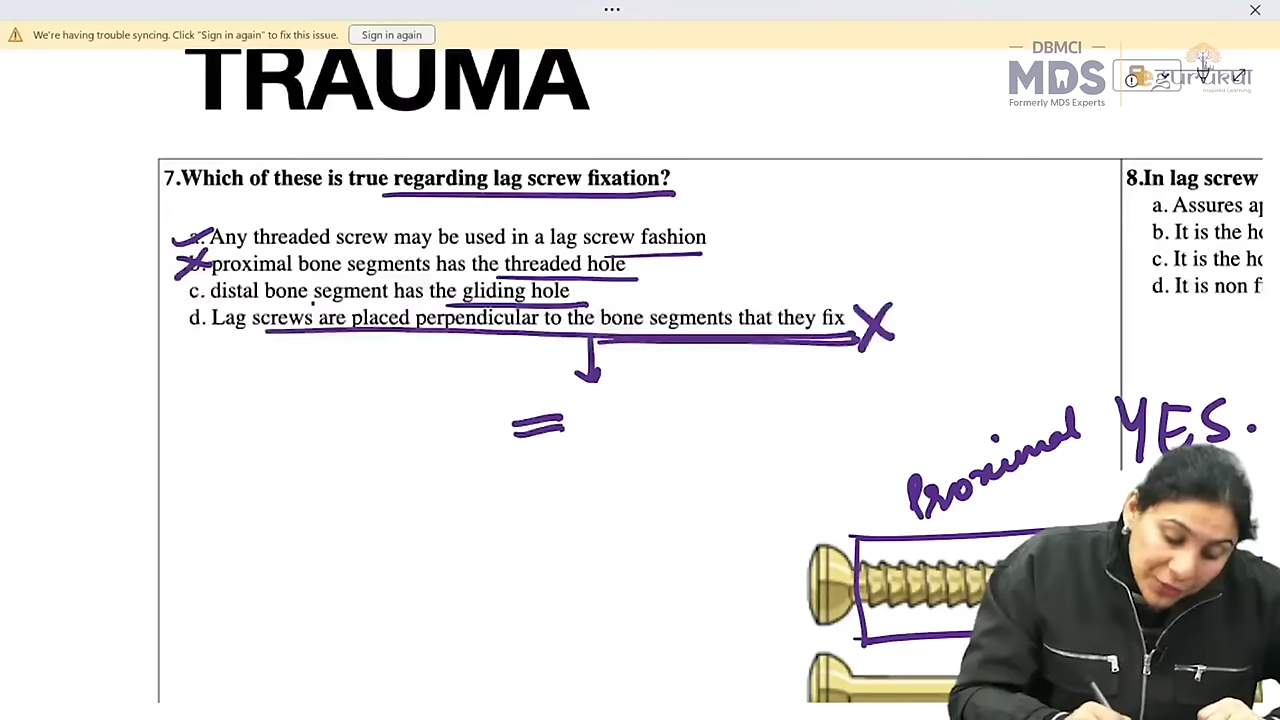 We're having trouble syncing. Click "Sign in again" to fix this issue.
Sign in again
TRAUMA
DBMCI
MDS
Formerly MDS Experts
Inspired Learning
7.Which of these is true regarding lag screw fixation?
a. Any threaded screw may be used in a lag screw fashion
b. proximal bone segments has the threaded hole
c. distal bone segment has the gliding hole
d. Lag screws are placed perpendicular to the bone segments that they fix
8.In lag screw
a. Assures
b. It is the
c. It is the
d. It is non
Proximal YES.